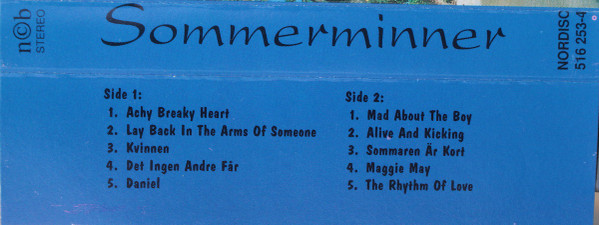 n©b
STEREO
Sommerminner
NORDISC
516 253-4
Side 1:
1. Achy Breaky Heart
2. Lay Back In The Arms Of Someone
3. Kvinnen
4. Det Ingen Andre Får
5. Daniel
Side 2:
1. Mad About The Boy
2. Alive And Kicking
3. Sommaren Är Kort
4. Maggie May
5. The Rhythm Of Love